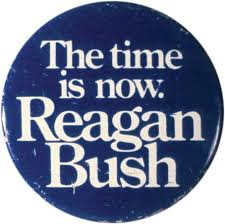 The time
is now.
Reagan
Bush